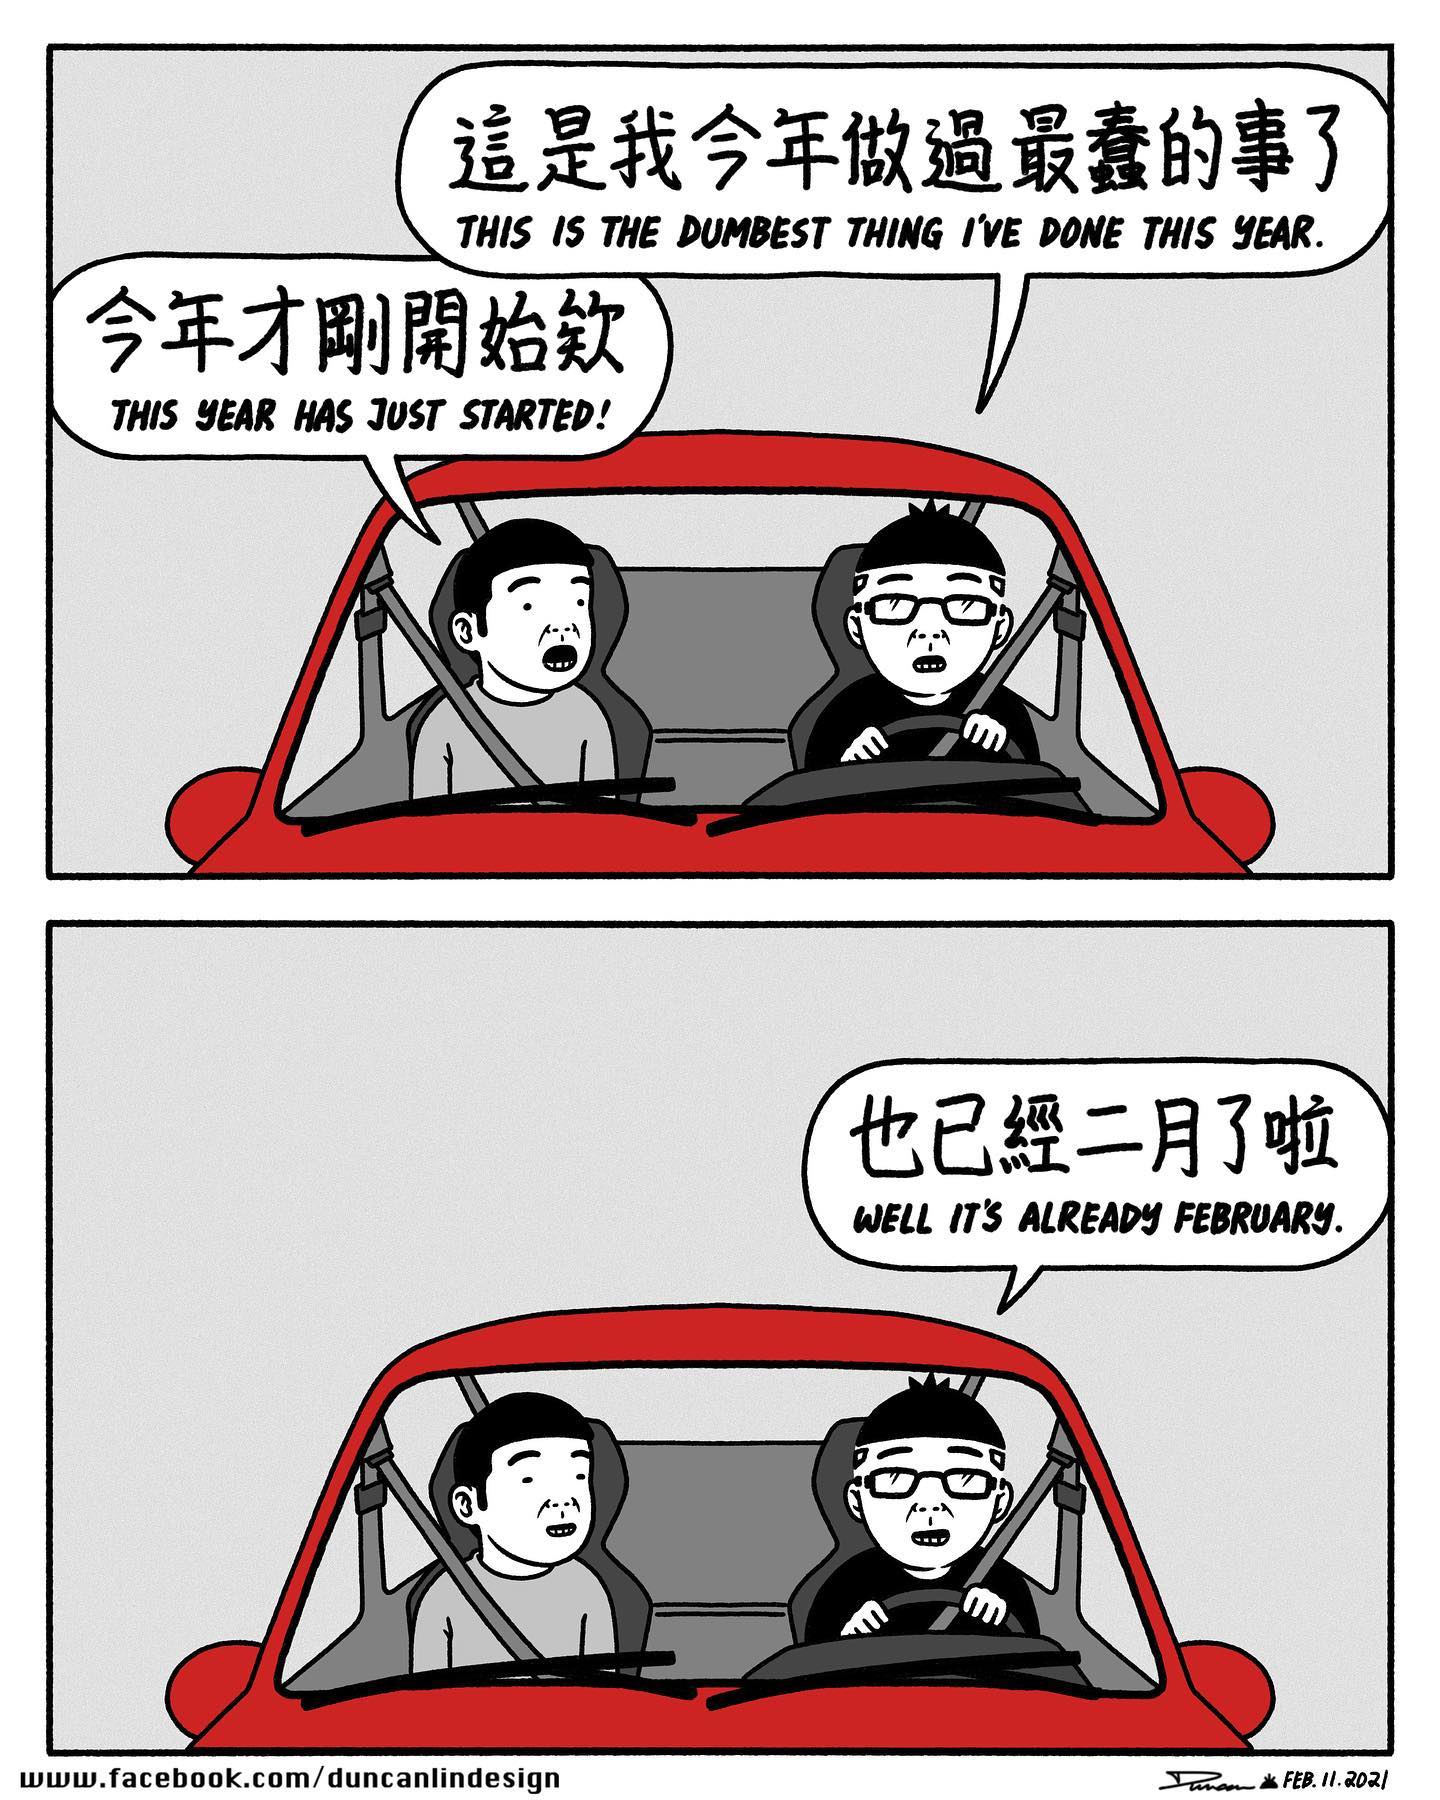 這是我今年做過最蠢的事了
THIS IS THE DUMBEST THING I'VE DONE THIS YEAR.
今年才剛開始欸
THIS YEAR HAS JUST STARTED!
也已經二月了啦
WELL IT'S ALREADY FEBRUARY.
www.facebook.com/duncanlindesign
Duncan FEB.11.2021